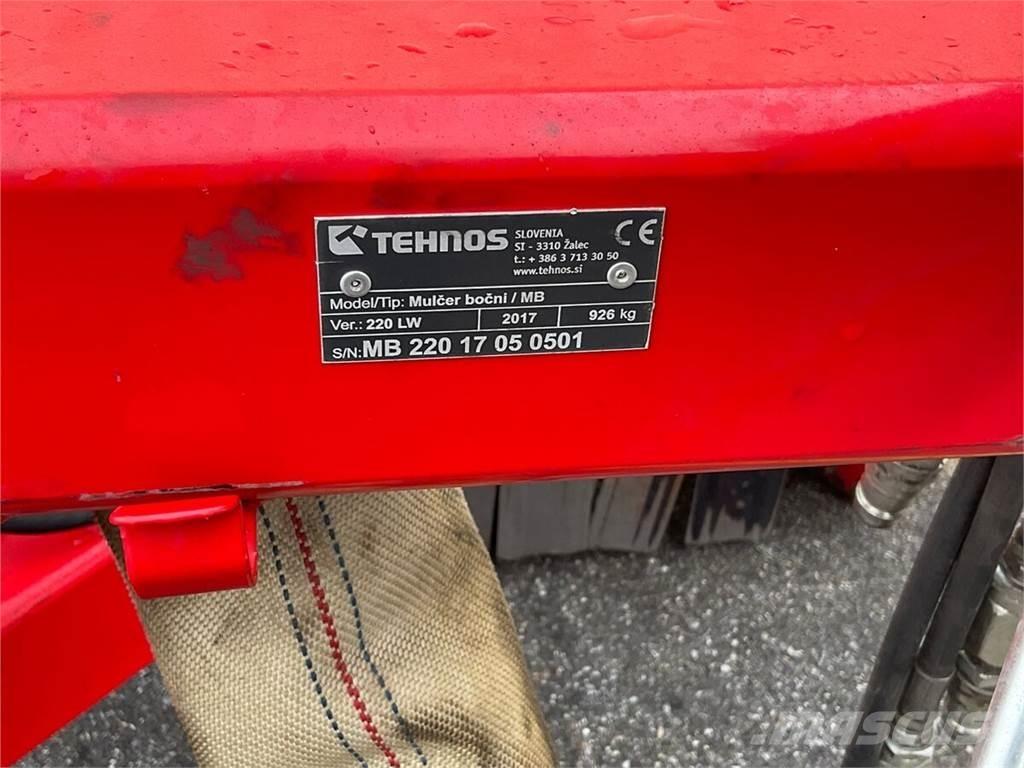 TEHNOS
SLOVENIA
SI - 3310 Žalec
t.: + 386 3 713 30 50
www.tehnos.si
CE
Model/Tip: Mulčer bočni / MB
Ver.: 220 LW 2017 926 kg
S/N: MB 220 17 05 0501
MASCUS